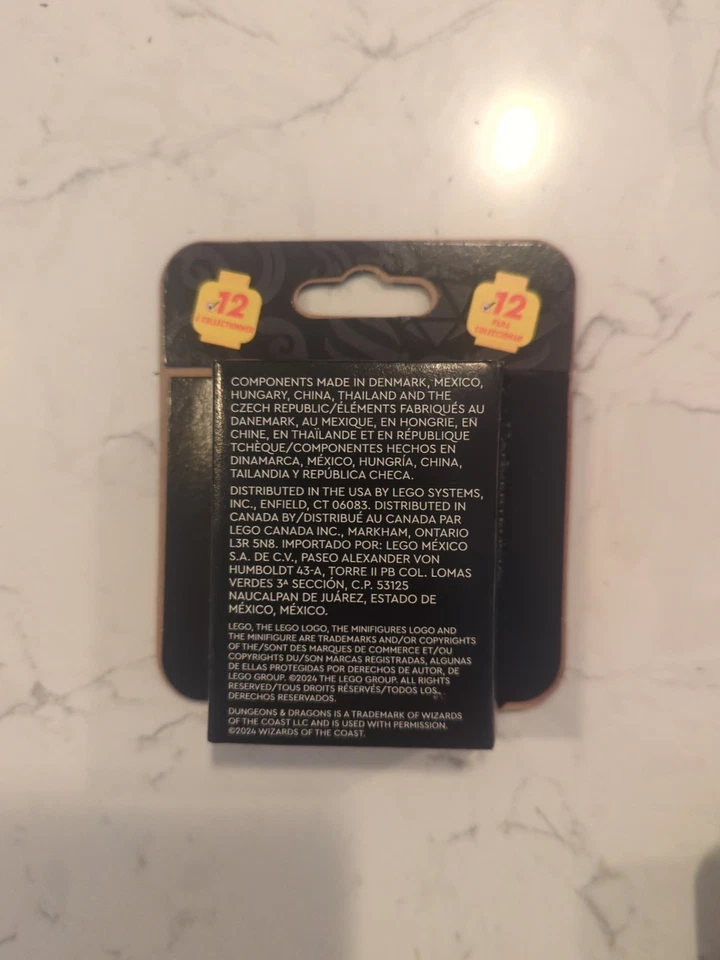 12
À COLLECTIONNER
12
PARA
COLECCIONAR
COMPONENTS MADE IN DENMARK, MEXICO,
HUNGARY, CHINA, THAILAND AND THE
CZECH REPUBLIC/ÉLÉMENTS FABRIQUÉS AU
DANEMARK, AU MEXIQUE, EN HONGRIE, EN
CHINE, EN THAÏLANDE ET EN RÉPUBLIQUE
TCHÈQUE/COMPONENTES HECHOS EN
DINAMARCA, MÉXICO, HUNGRÍA, CHINA,
TAILANDIA Y REPÚBLICA CHECA.
DISTRIBUTED IN THE USA BY LEGO SYSTEMS,
INC., ENFIELD, CT 06083. DISTRIBUTED IN
CANADA BY/DISTRIBUÉ AU CANADA PAR
LEGO CANADA INC., MARKHAM, ONTARIO
L3R 5N8. IMPORTADO POR: LEGO MÉXICO
S.A. DE C.V., PASEO ALEXANDER VON
HUMBOLDT 43-A, TORRE II PB COL. LOMAS
VERDES 3ᴬ SECCIÓN, C.P. 53125
NAUCALPAN DE JUÁREZ, ESTADO DE
MÉXICO, MÉXICO.
LEGO, THE LEGO LOGO, THE MINIFIGURES LOGO AND
THE MINIFIGURE ARE TRADEMARKS AND/OR COPYRIGHTS
OF THE/SONT DES MARQUES DE COMMERCE ET/OU
COPYRIGHTS DU/SON MARCAS REGISTRADAS, ALGUNAS
DE ELLAS PROTEGIDAS POR DERECHOS DE AUTOR, DE
LEGO GROUP. ©2024 THE LEGO GROUP. ALL RIGHTS
RESERVED/TOUS DROITS RÉSERVÉS/TODOS LOS
DERECHOS RESERVADOS.
DUNGEONS & DRAGONS IS A TRADEMARK OF WIZARDS
OF THE COAST LLC AND IS USED WITH PERMISSION.
©2024 WIZARDS OF THE COAST.